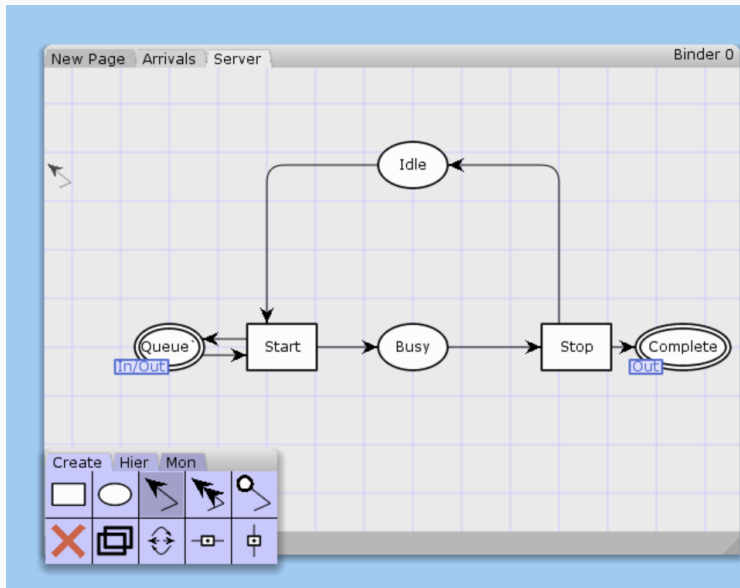 New Page Arrivals Server Binder 0
Idle
Queue`
Start
Busy
Stop
Complete
In/Out
Out
Create Hier Mon